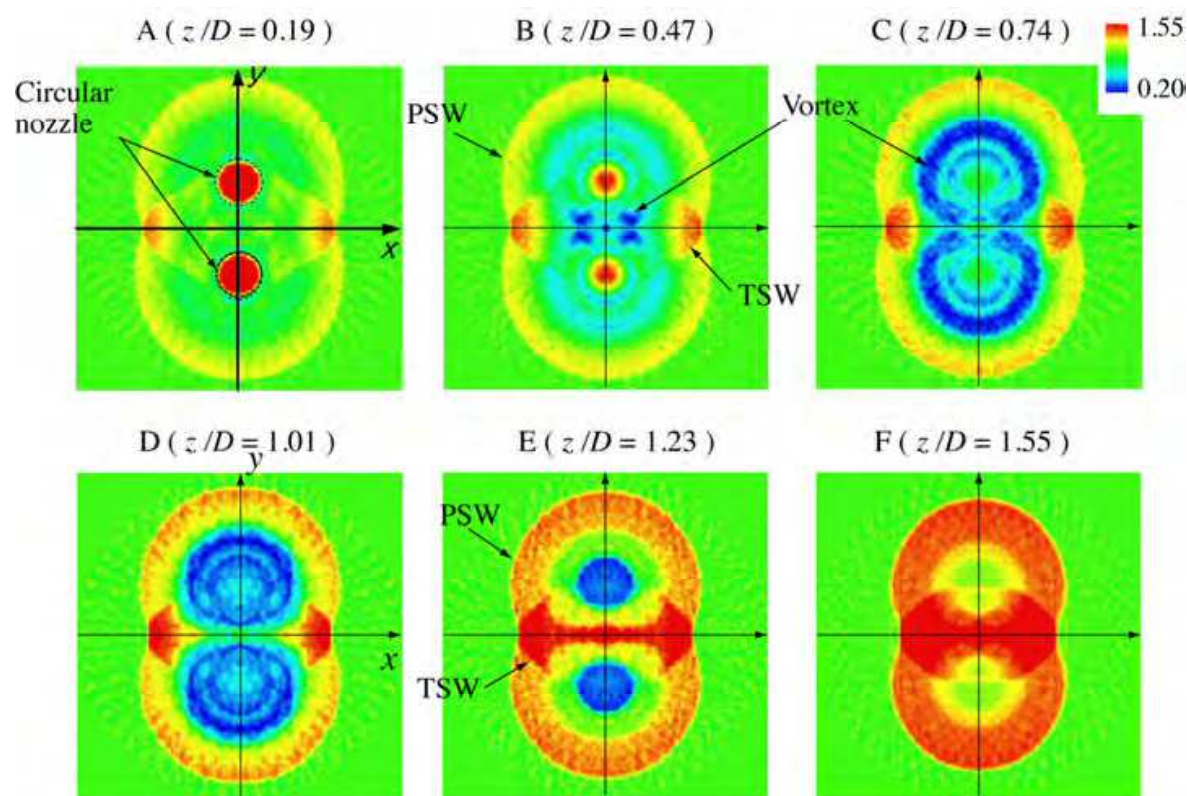 A ( z/D = 0.19 )
B ( z/D = 0.47 )
C ( z/D = 0.74 )
1.55
0.20
Circular
nozzle
y
x
PSW
Vortex
TSW
D ( z/D = 1.01 )
E ( z/D = 1.23 )
F ( z/D = 1.55 )
y
x
PSW
TSW